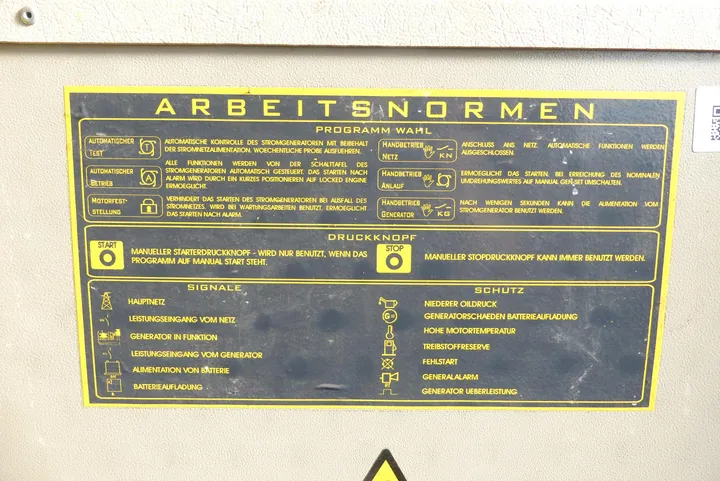 ARBEITSNORMEN
PROGRAMM WAHL
AUTOMATISCHER
TEST
T
AUTOMATISCHE KONTROLLE DES STROMGENERATOREN MIT BEIBEHALT
DER STROMNETZALIMENTATION. WOECHENTLICHE PROBE AUSFUEHREN.
AUTOMATISCHER
BETRIEB
A
ALLE FUNKTIONEN WERDEN VON DER SCHALTTAFEL DES
STROMGENERATOREN AUTOMATISCH GESTEUERT. DAS STARTEN NACH
ALARM WIRD DURCH EIN KURZES POSITIONEREN AUF LOCKED ENGINE
ERMOEGLICHT.
MOTORFEST-
STELLUNG
VERHINDERT DAS STARTEN DES STROMGENERATOREN BEI AUSFALL DES
STROMNETZES. WIRD BEI WARTUNGSARBEITEN BENUTZT. ERMOEGLICHT
DAS STARTEN NACH ALARM.
HANDBETRIEB
NETZ
KN
ANSCHLUSS ANS NETZ. AUTOMATISCHE FUNKTIONEN WERDEN
AUSGESCHLOSSEN.
HANDBETRIEB
ANLAUF
ERMOEGLICHT DAS STARTEN. BEI ERREICHUNG DES NOMINALEN
UMDREHUNGSWERTES AUF MANUAL GEN-SET UMSCHALTEN.
HANDBETRIEB
GENERATOR
KG
NACH WENIGEN SEKUNDEN KANN DIE ALIMENTATION VOM
STROMGENERATOR BENUTZT WERDEN.
DRUCKKNOPF
START
MANUELLER STARTERDRUCKKNOPF - WIRD NUR BENUTZT, WENN DAS
PROGRAMM AUF MANUAL START STEHT.
STOP
MANUELLER STOPDRUCKKNOPF KANN IMMER BENUTZT WERDEN.
SIGNALE
HAUPTNETZ
LEISTUNGSEINGANG VOM NETZ
GENERATOR IN FUNKTION
LEISTUNGSEINGANG VOM GENERATOR
ALIMENTATION VON BATTERIE
BATTERIEAUFLADUNG
SCHUTZ
NIEDERER OILDRUCK
G
GENERATORSCHAEDEN BATTERIEAUFLADUNG
HOHE MOTORTEMPERATUR
TREIBSTOFFRESERVE
FEHLSTART
GENERALALARM
GENERATOR UEBERLEISTUNG